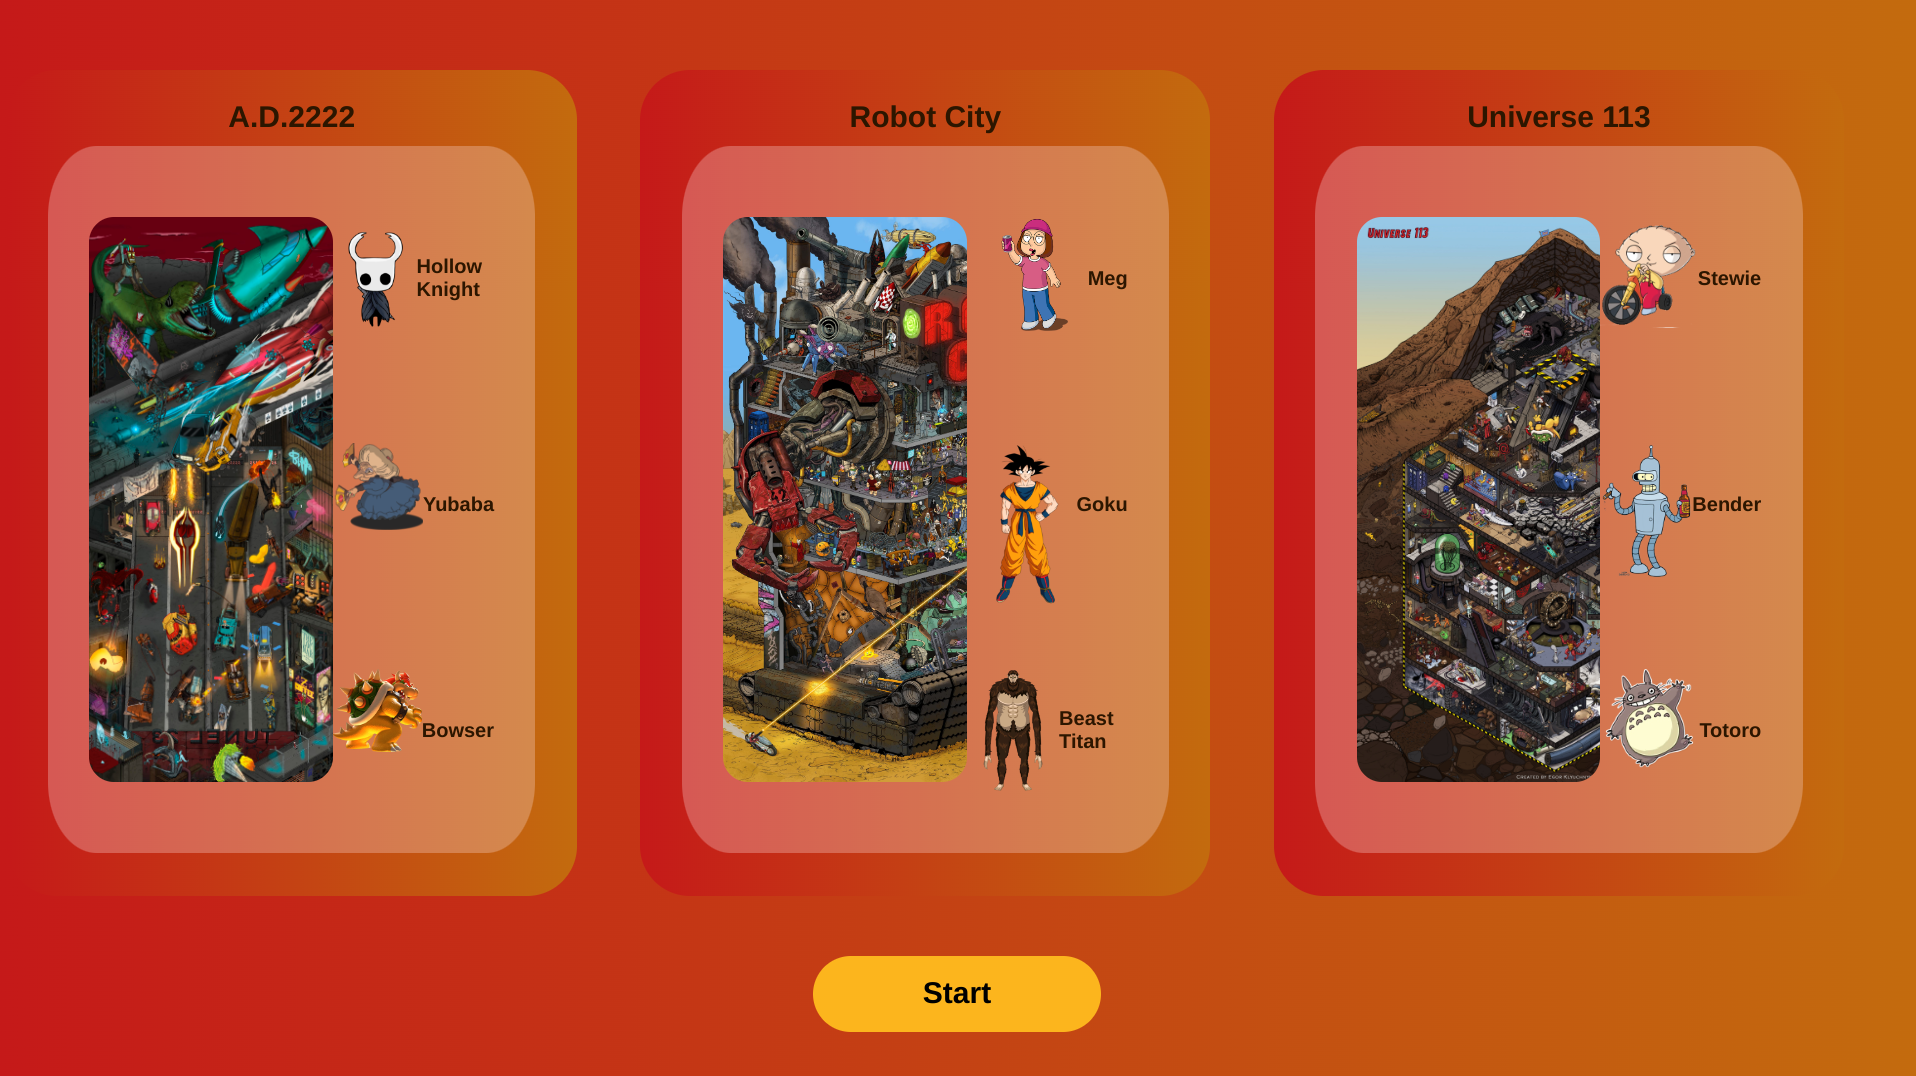 A.D.2222
Hollow
Knight
Yubaba
Bowser
Robot City
Meg
Goku
42
Beast
Titan
Universe 113
UNIVERSE 113
Stewie
Bender
Totoro
Start